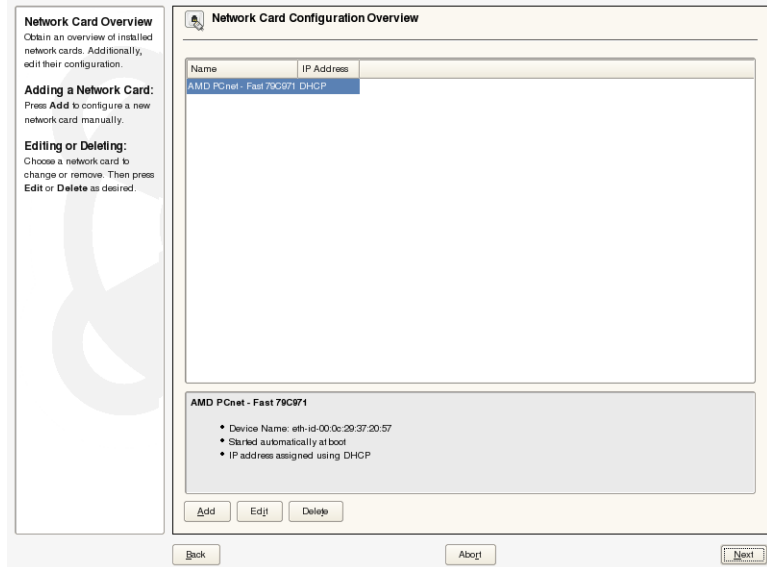 Network Card Overview
Obtain an overview of installed
network cards. Additionally,
edit their configuration.
Adding a Network Card:
Press Add to configure a new
network card manually.
Editing or Deleting:
Choose a network card to
change or remove. Then press
Edit or Delete as desired.
Network Card Configuration Overview
Name IP Address
AMD PCnet - Fast 79C971 DHCP
AMD PCnet - Fast 79C971
Device Name: eth-id-00:0c:29:37:20:57
Started automatically at boot
IP address assigned using DHCP
Add Edit Delete
Back Abort Next